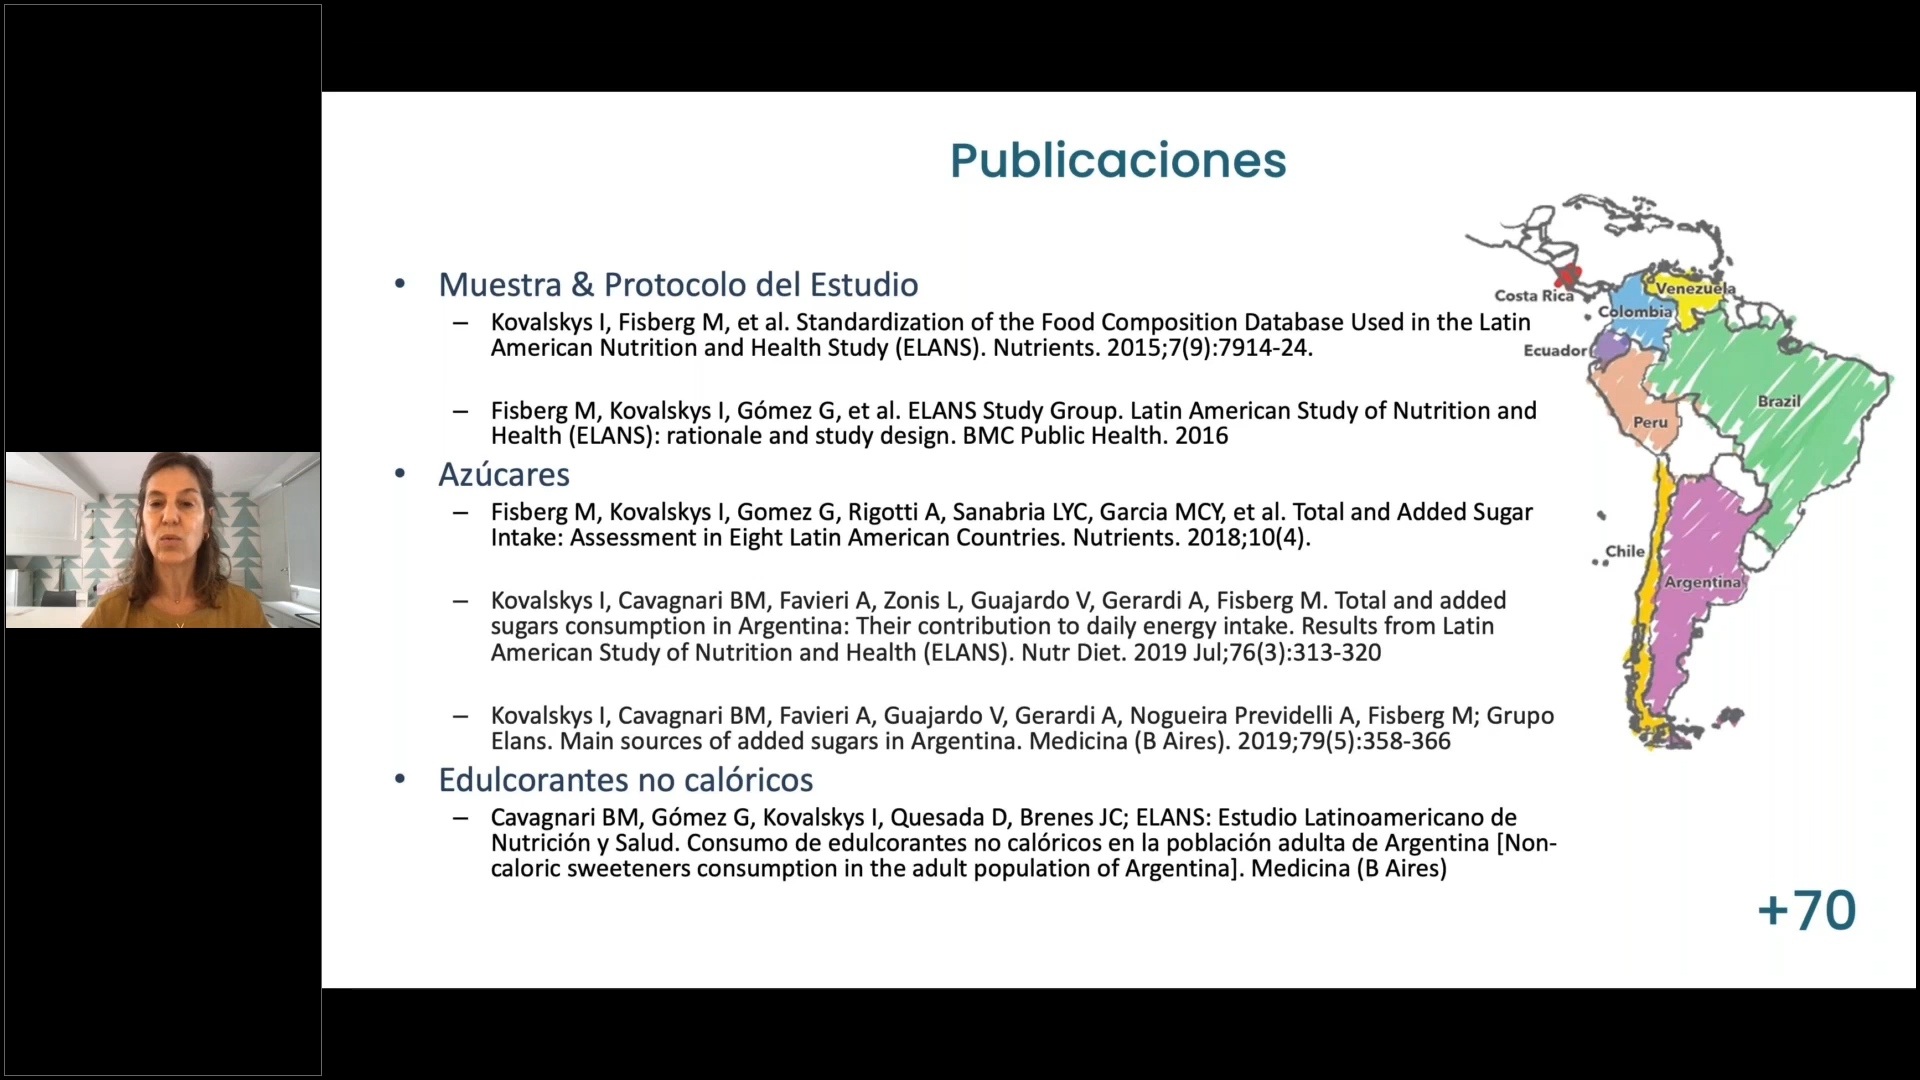 Publicaciones
• Muestra & Protocolo del Estudio
– Kovalskys I, Fisberg M, et al. Standardization of the Food Composition Database Used in the Latin
American Nutrition and Health Study (ELANS). Nutrients. 2015;7(9):7914-24.
– Fisberg M, Kovalskys I, Gómez G, et al. ELANS Study Group. Latin American Study of Nutrition and
Health (ELANS): rationale and study design. BMC Public Health. 2016
• Azúcares
– Fisberg M, Kovalskys I, Gomez G, Rigotti A, Sanabria LYC, Garcia MCY, et al. Total and Added Sugar
Intake: Assessment in Eight Latin American Countries. Nutrients. 2018;10(4).
– Kovalskys I, Cavagnari BM, Favieri A, Zonis L, Guajardo V, Gerardi A, Fisberg M. Total and added
sugars consumption in Argentina: Their contribution to daily energy intake. Results from Latin
American Study of Nutrition and Health (ELANS). Nutr Diet. 2019 Jul;76(3):313-320
– Kovalskys I, Cavagnari BM, Favieri A, Guajardo V, Gerardi A, Nogueira Previdelli A, Fisberg M; Grupo
Elans. Main sources of added sugars in Argentina. Medicina (B Aires). 2019;79(5):358-366
• Edulcorantes no calóricos
– Cavagnari BM, Gómez G, Kovalskys I, Quesada D, Brenes JC; ELANS: Estudio Latinoamericano de
Nutrición y Salud. Consumo de edulcorantes no calóricos en la población adulta de Argentina [Non-
caloric sweeteners consumption in the adult population of Argentina]. Medicina (B Aires)
Costa Rica
Venezuela
Colombia
Ecuador
Brazil
Peru
Chile
Argentina
+70